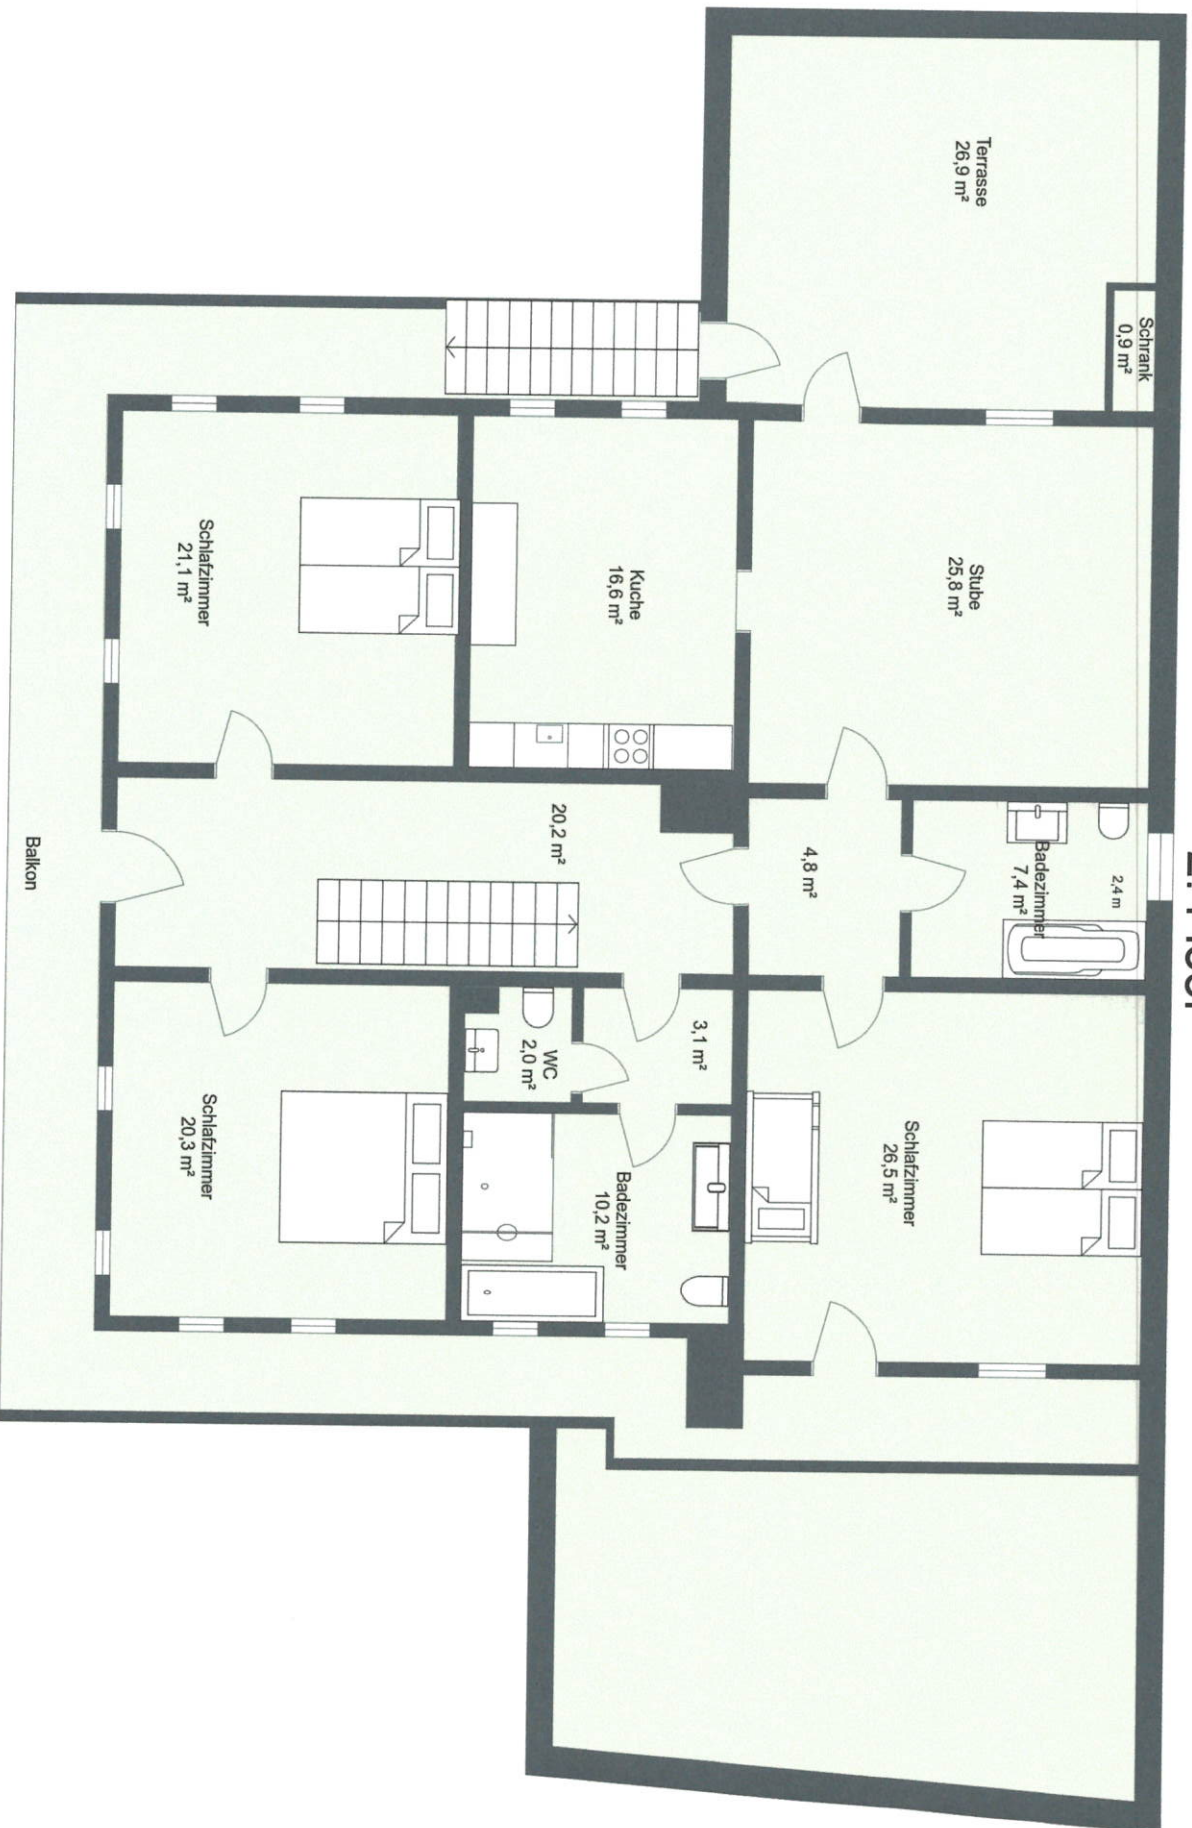 Terrasse
26,9 m²
Schrank
0,9 m²
Stube
25,8 m²
Kuche
16,6 m²
Schlafzimmer
21,1 m²
Badezimmer
7,4 m²
2,4 m
4,8 m²
20,2 m²
Balkon
Schlafzimmer
26,5 m²
3,1 m²
WC
2,0 m²
Badezimmer
10,2 m²
Schlafzimmer
20,3 m²